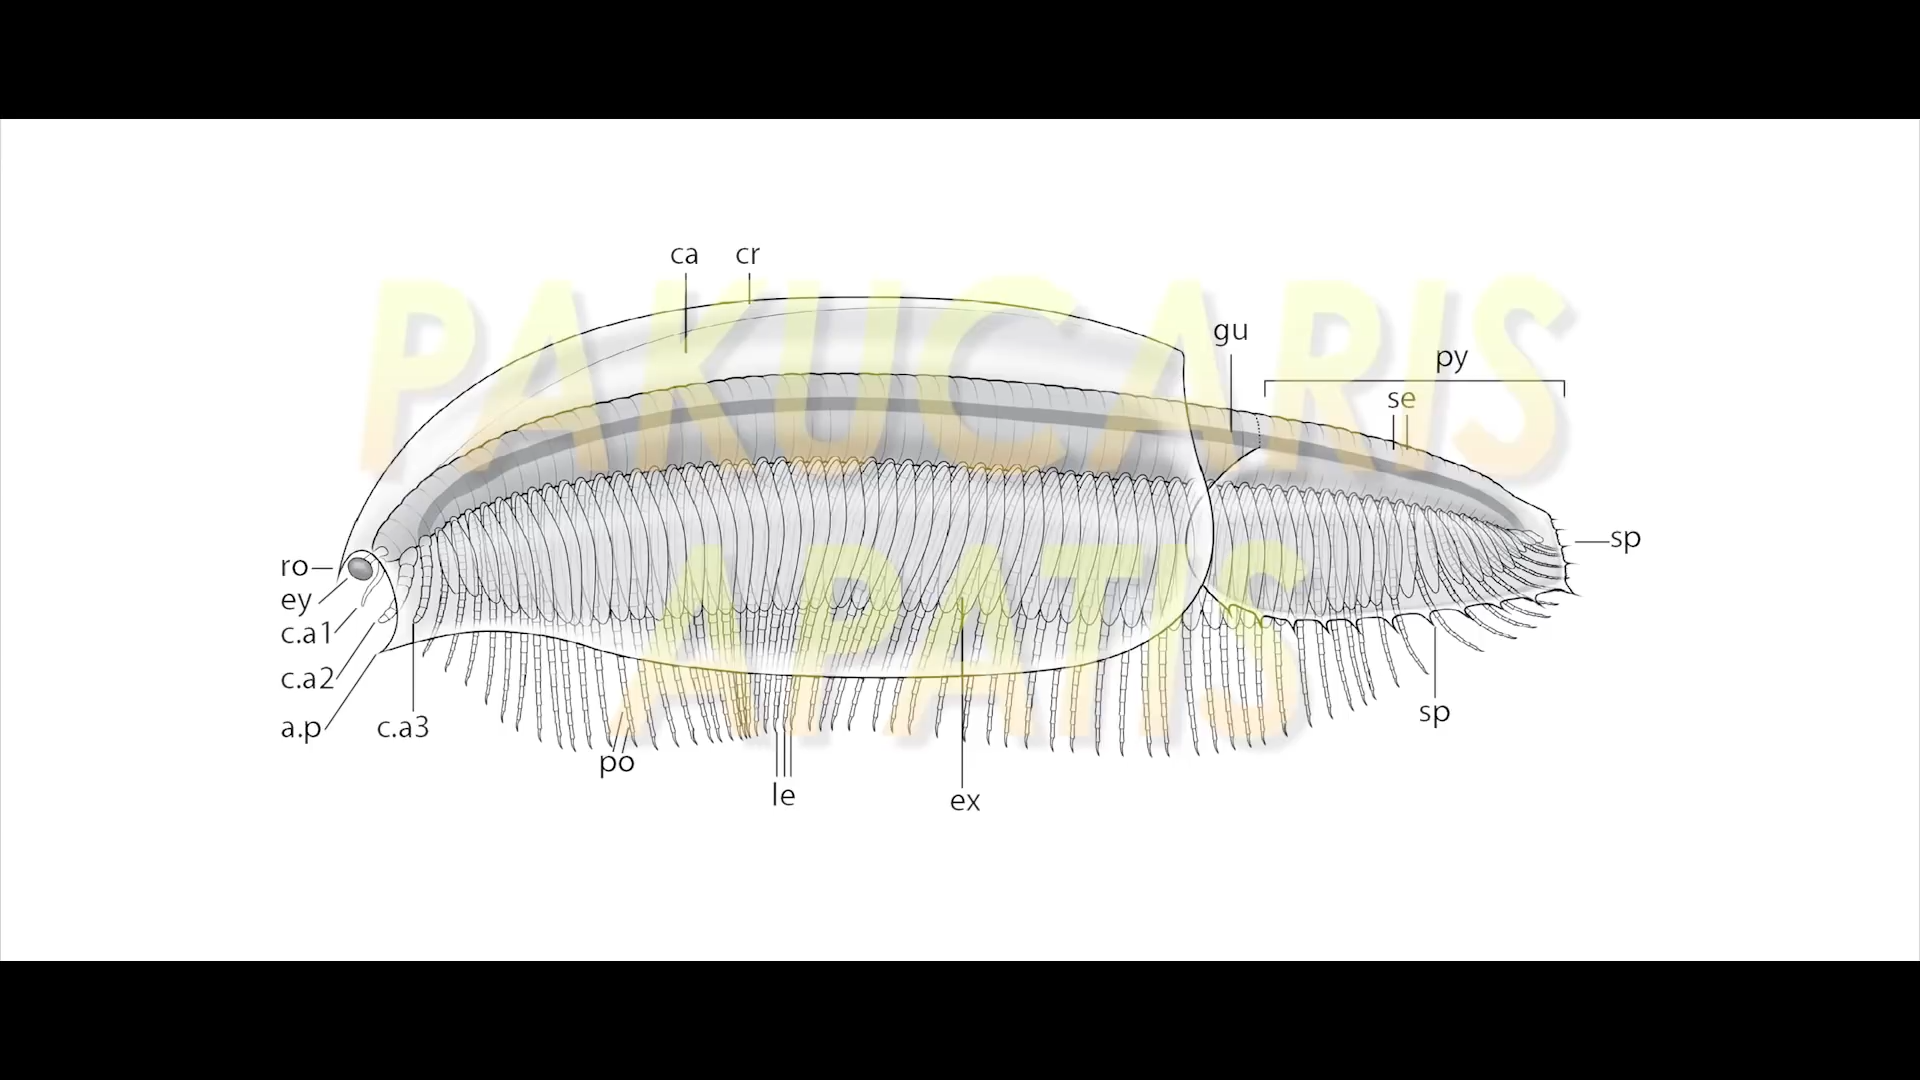 ca cr
PAKUCARIS
gu
py
se
sp
ro
ey
c.a1
APATIS
c.a2
a.p c.a3
sp
po
le
ex